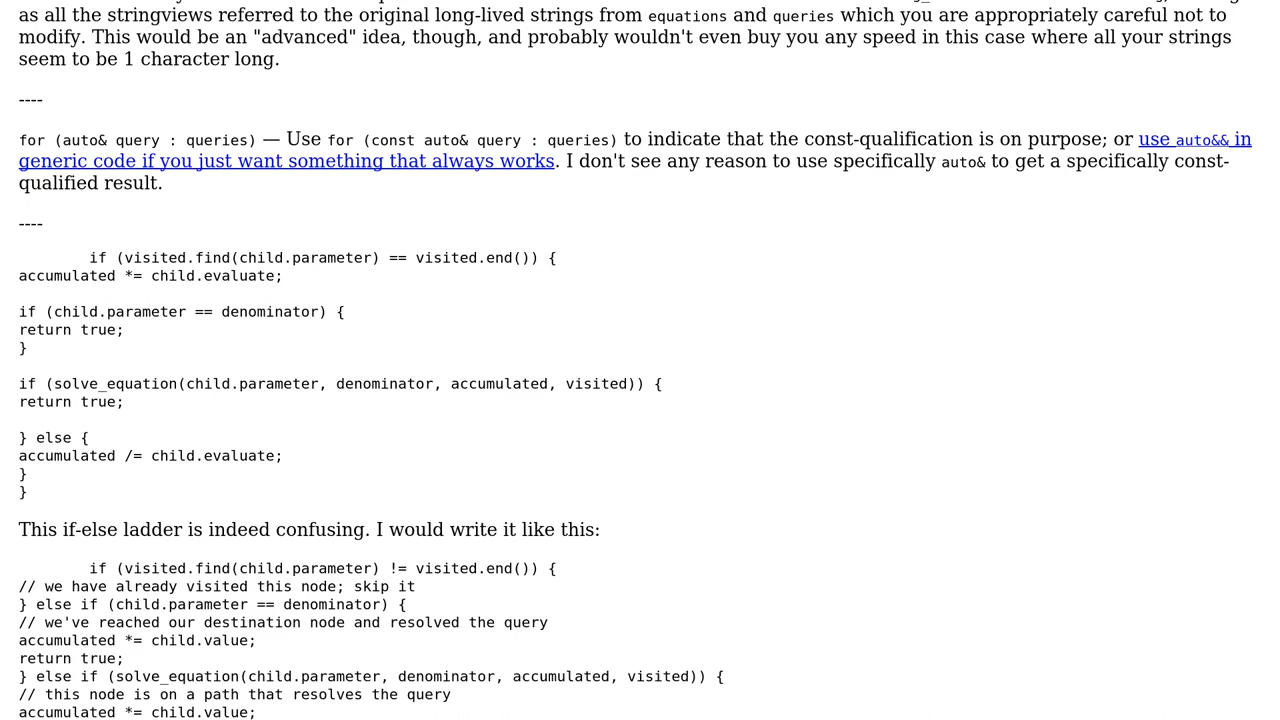 as all the stringviews referred to the original long-lived strings from equations and queries which you are appropriately careful not to
modify. This would be an "advanced" idea, though, and probably wouldn't even buy you any speed in this case where all your strings
seem to be 1 character long.
----
for (auto& query : queries) — Use for (const auto& query : queries) to indicate that the const-qualification is on purpose; or use auto&& in
generic code if you just want something that always works. I don't see any reason to use specifically auto& to get a specifically const-
qualified result.
----
if (visited.find(child.parameter) == visited.end()) {
accumulated *= child.evaluate;
if (child.parameter == denominator) {
return true;
}
if (solve_equation(child.parameter, denominator, accumulated, visited)) {
return true;
} else {
accumulated /= child.evaluate;
}
}
This if-else ladder is indeed confusing. I would write it like this:
if (visited.find(child.parameter) != visited.end()) {
// we have already visited this node; skip it
} else if (child.parameter == denominator) {
// we've reached our destination node and resolved the query
accumulated *= child.value;
return true;
} else if (solve_equation(child.parameter, denominator, accumulated, visited)) {
// this node is on a path that resolves the query
accumulated *= child.value;